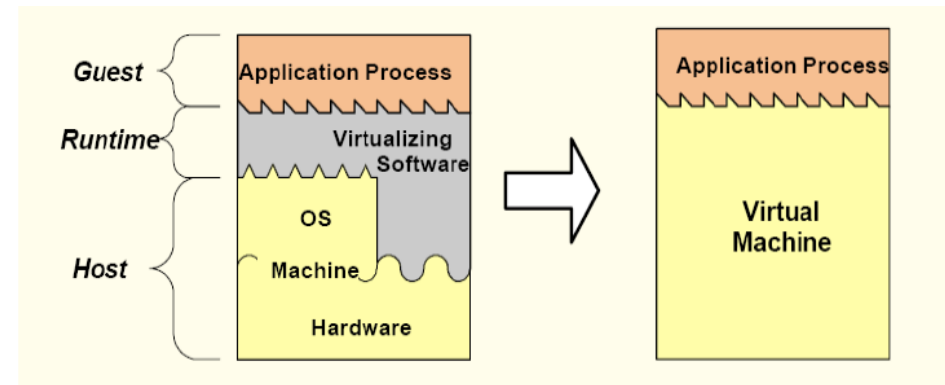 Guest
Runtime
Host
Application Process
Virtualizing
Software
OS
Machine
Hardware
Application Process
Virtual
Machine